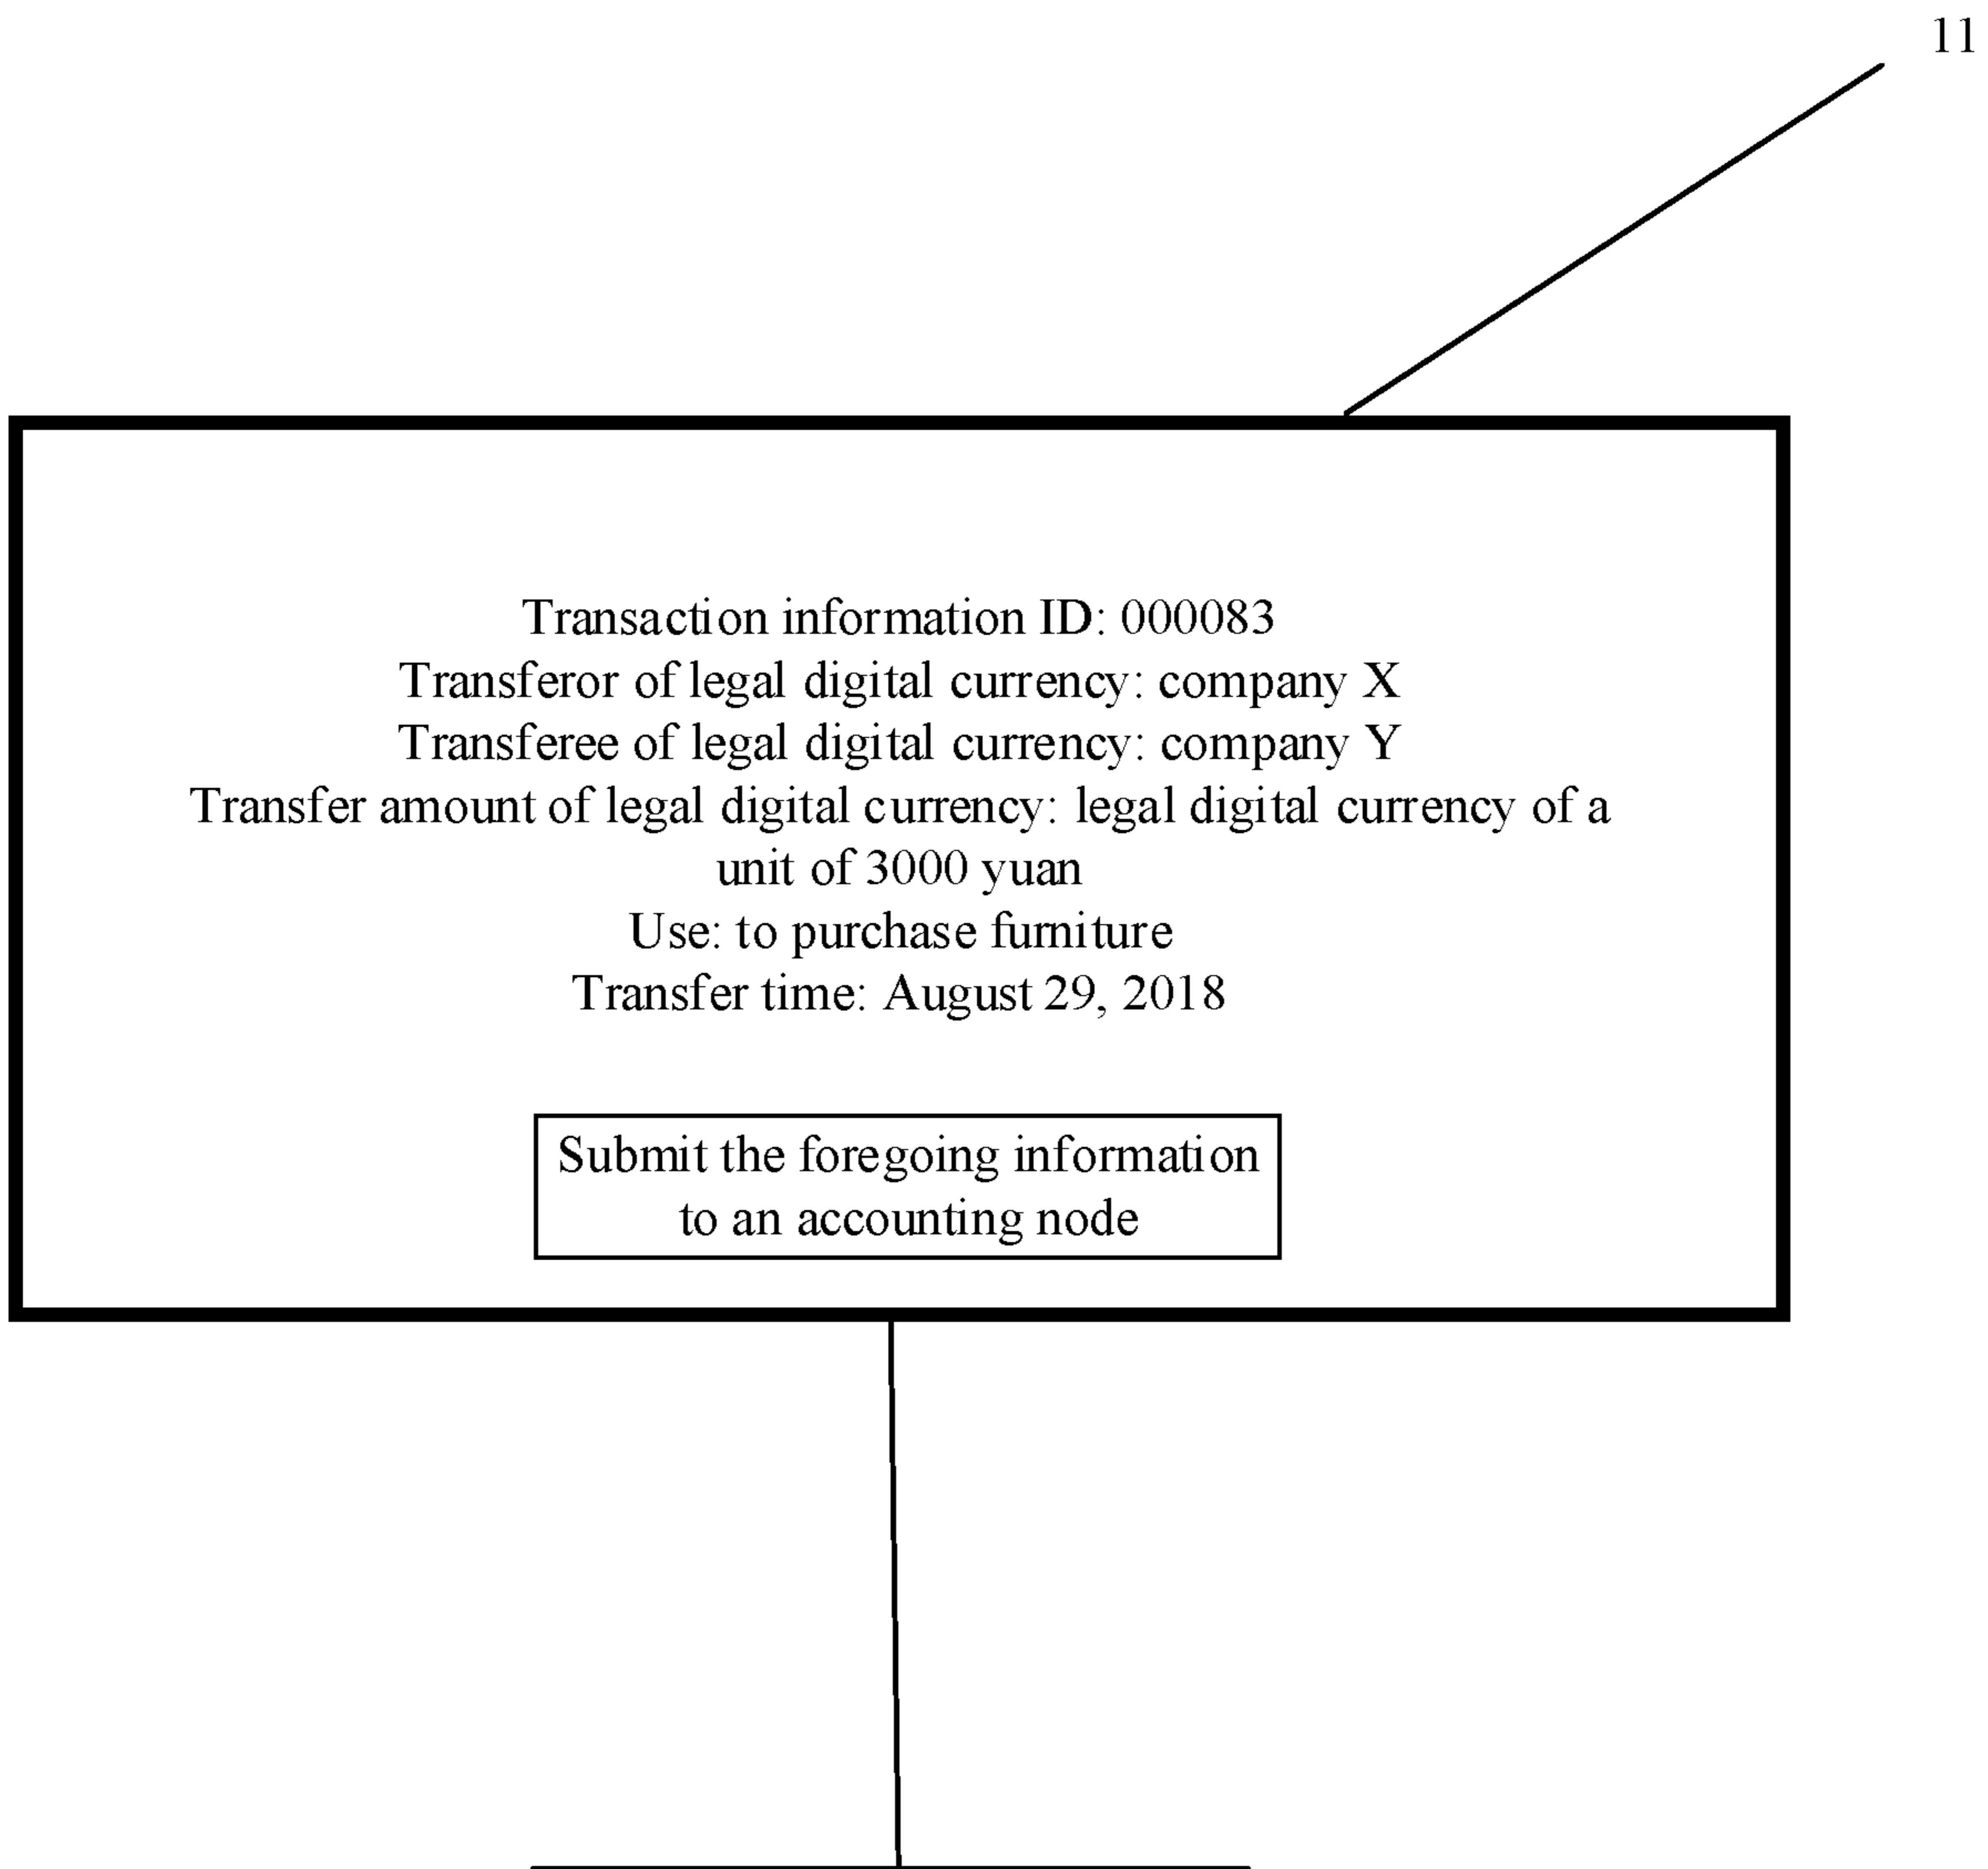 11
Transaction information ID: 000083
Transferor of legal digital currency: company X
Transferee of legal digital currency: company Y
Transfer amount of legal digital currency: legal digital currency of a
unit of 3000 yuan
Use: to purchase furniture
Transfer time: August 29, 2018
Submit the foregoing information
to an accounting node